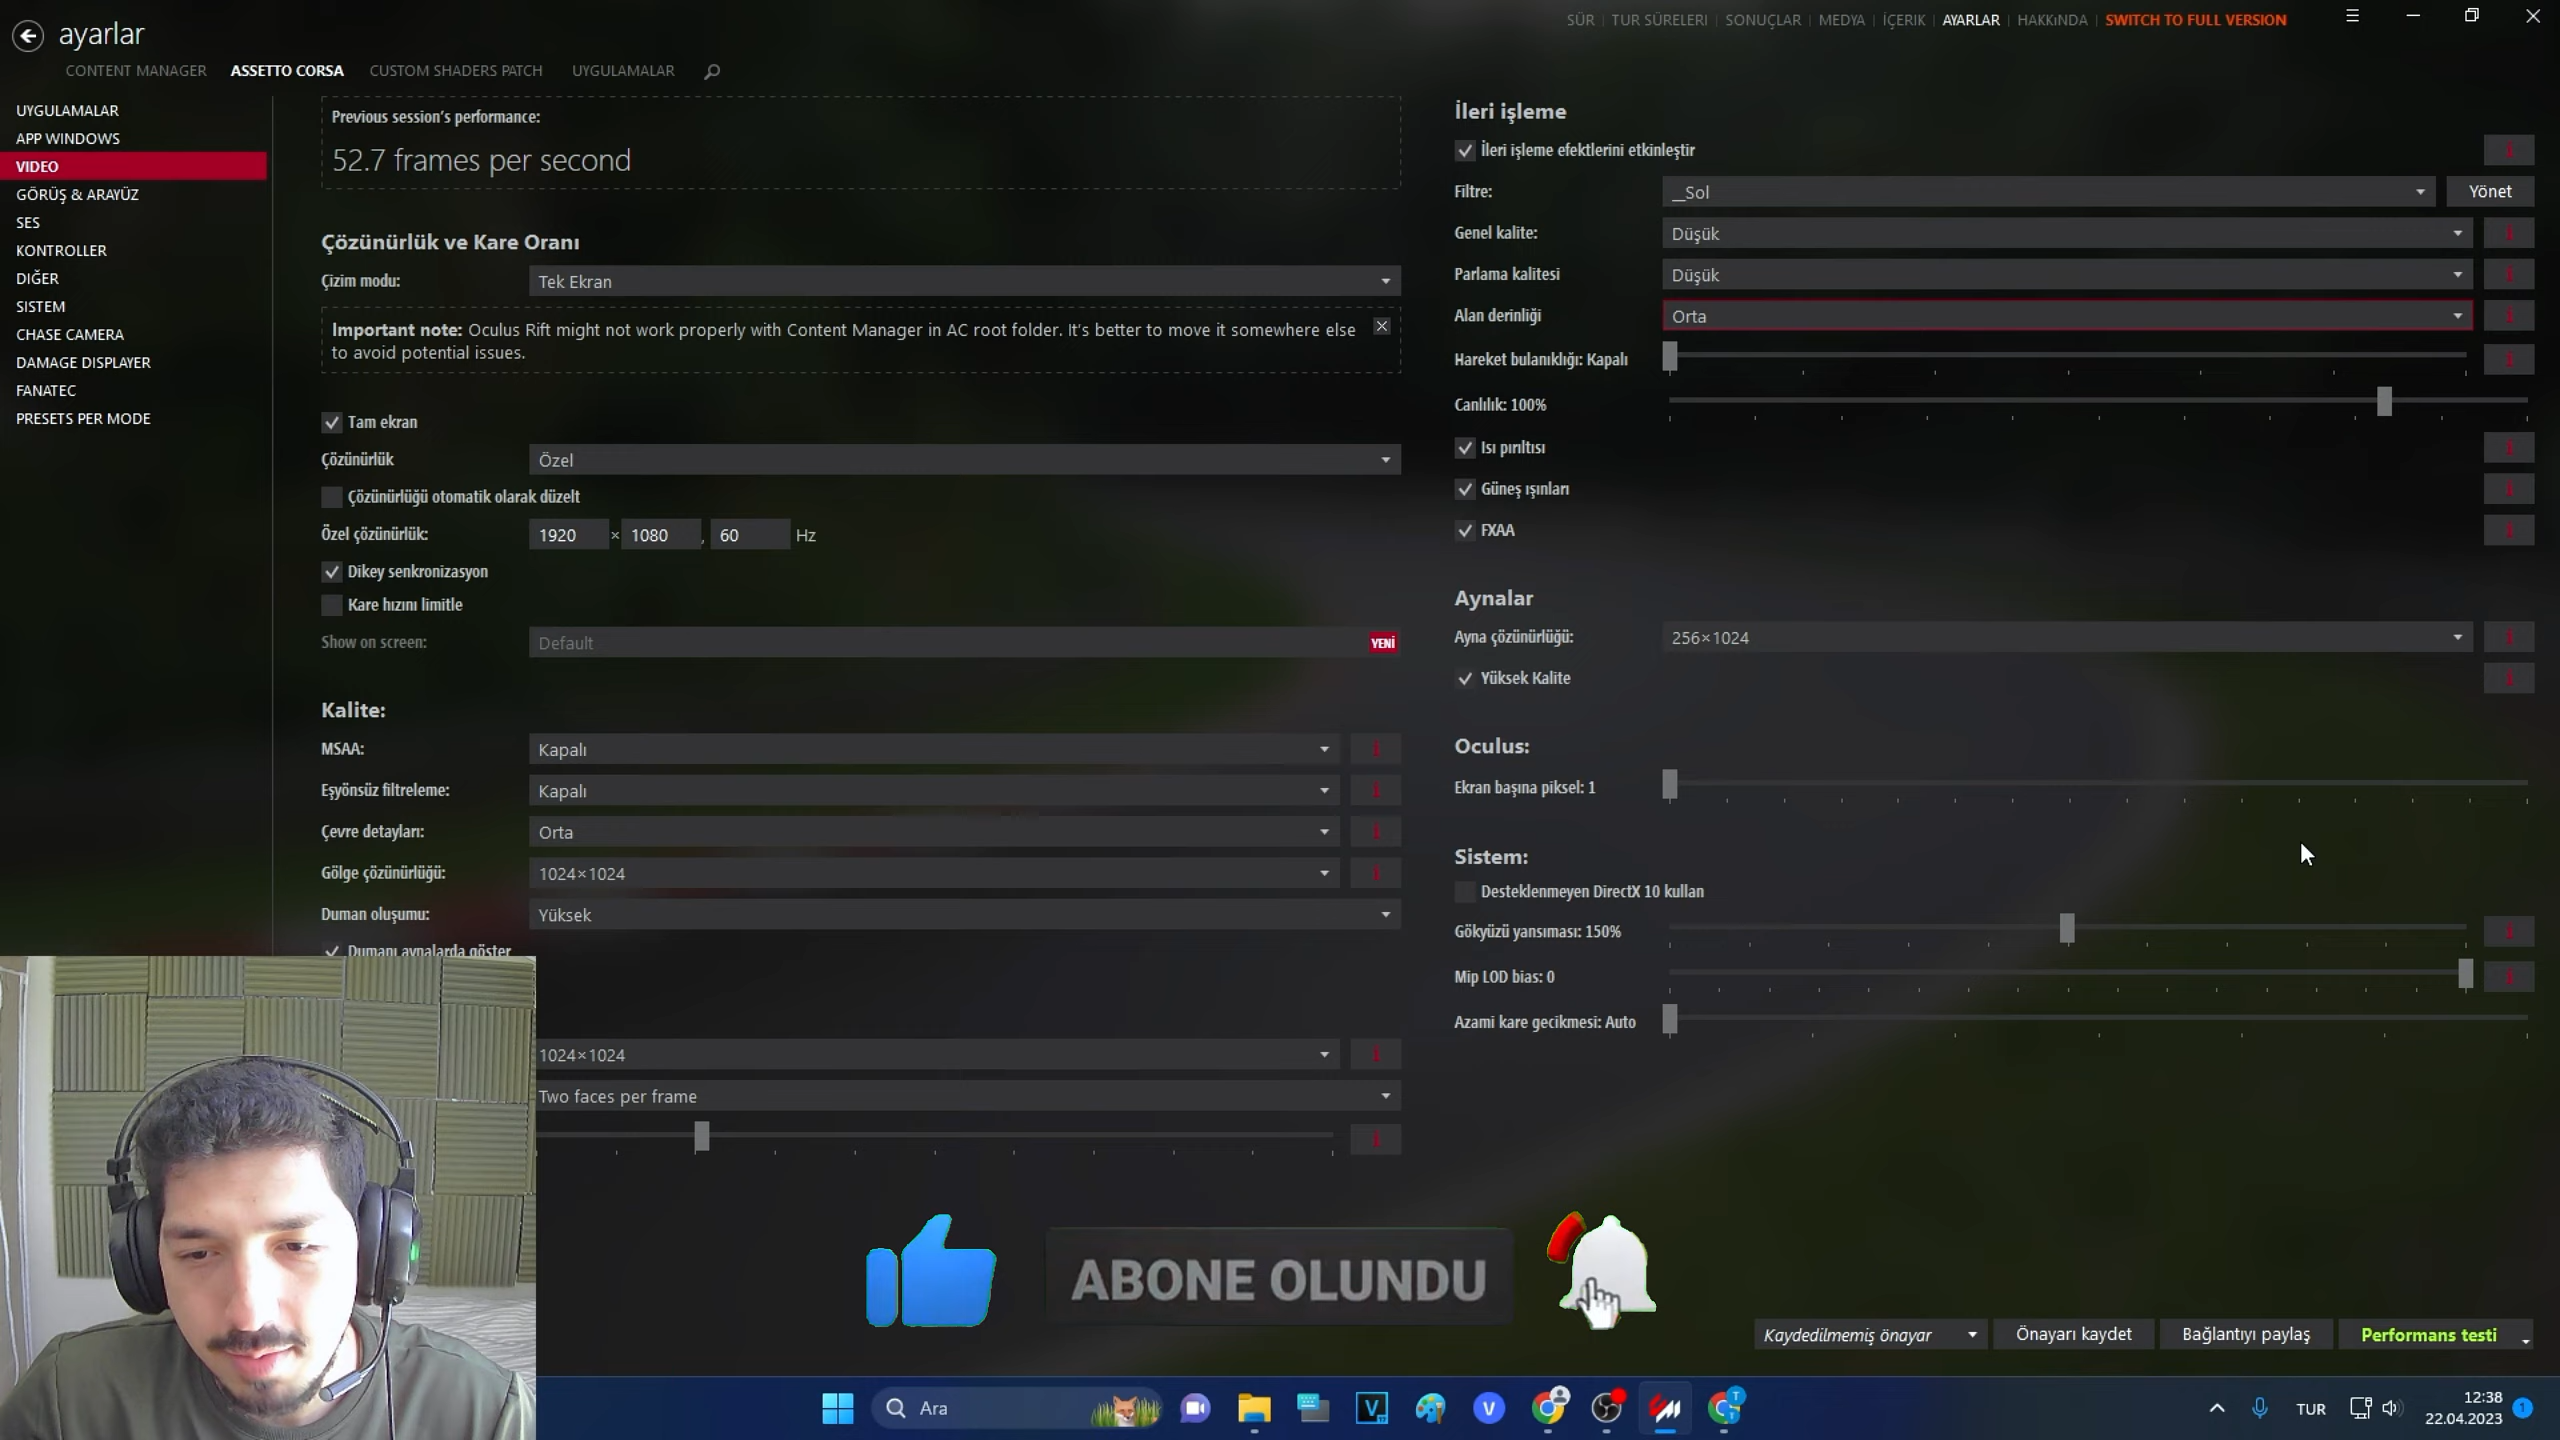 ayarlar
SÜR | TUR SÜRELERI | SONUÇLAR | MEDYA | İÇERIK | AYARLAR | HAKKıNDA | SWITCH TO FULL VERSION
CONTENT MANAGER ASSETTO CORSA CUSTOM SHADERS PATCH UYGULAMALAR
UYGULAMALAR
APP WINDOWS
VIDEO
GÖRÜŞ & ARAYÜZ
SES
KONTROLLER
DIĞER
SISTEM
CHASE CAMERA
DAMAGE DISPLAYER
FANATEC
PRESETS PER MODE
Previous session's performance:
52.7 frames per second
Çözünürlük ve Kare Oranı
Çizim modu: Tek Ekran
Important note: Oculus Rift might not work properly with Content Manager in AC root folder. It's better to move it somewhere else
to avoid potential issues.
Tam ekran
Çözünürlük Özel
Çözünürlüğü otomatik olarak düzelt
Özel çözünürlük: 1920 × 1080 , 60 Hz
Dikey senkronizasyon
Kare hızını limitle
Show on screen: Default YENİ
Kalite:
MSAA: Kapalı
Eşyönsüz filtreleme: Kapalı
Çevre detayları: Orta
Gölge çözünürlüğü: 1024×1024
Duman oluşumu: Yüksek
Dumanı aynalarda göster
1024×1024
Two faces per frame
İleri işleme
İleri işleme efektlerini etkinleştir
Filtre: __Sol Yönet
Genel kalite: Düşük
Parlama kalitesi Düşük
Alan derinliği Orta
Hareket bulanıklığı: Kapalı
Canlılık: 100%
Isı pırıltısı
Güneş ışınları
FXAA
Aynalar
Ayna çözünürlüğü: 256×1024
Yüksek Kalite
Oculus:
Ekran başına piksel: 1
Sistem:
Desteklenmeyen DirectX 10 kullan
Gökyüzü yansıması: 150%
Mip LOD bias: 0
Azami kare gecikmesi: Auto
ABONE OLUNDU
Kaydedilmemiş önayar Önayarı kaydet Bağlantıyı paylaş Performans testi
Ara
TUR
12:38
22.04.2023
1